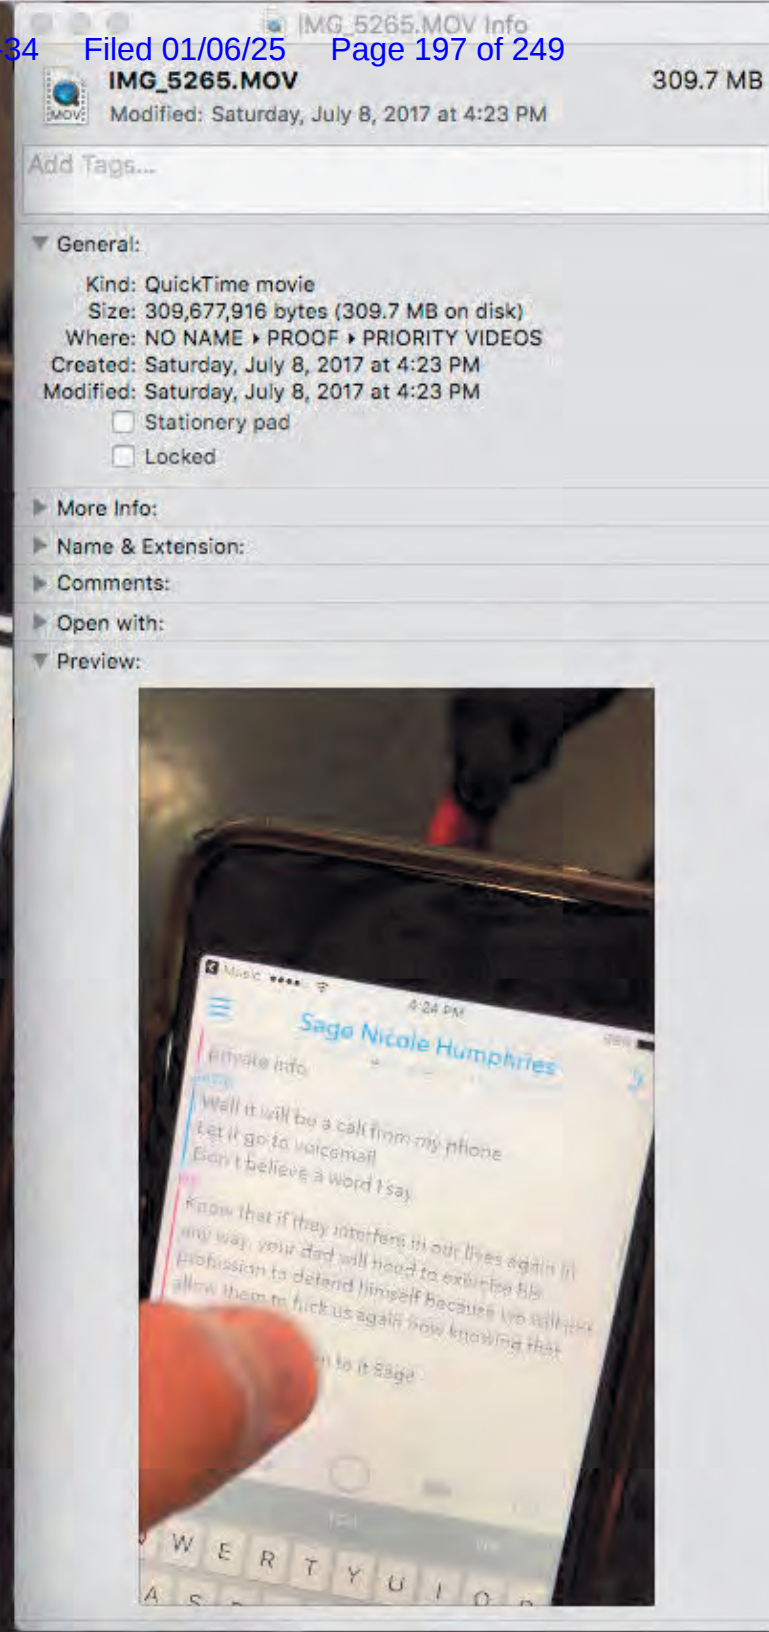 IMG_5265.MOV Info
-34 Filed 01/06/25 Page 197 of 249
IMG_5265.MOV 309.7 MB
MOV
Modified: Saturday, July 8, 2017 at 4:23 PM
Add Tags...
General:
Kind: QuickTime movie
Size: 309,677,916 bytes (309.7 MB on disk)
Where: NO NAME ▸ PROOF ▸ PRIORITY VIDEOS
Created: Saturday, July 8, 2017 at 4:23 PM
Modified: Saturday, July 8, 2017 at 4:23 PM
Stationery pad
Locked
More Info:
Name & Extension:
Comments:
Open with:
Preview:
Music
4:24 PM
Sage Nicole Humphries
private info
Well it will be a call from my phone
Let it go to voicemail
Don't believe a word I say
ME
Know that if they interfere in our lives again in
any way, your dad will need to exercise his
profession to defend himself because we will not
allow them to fuck us again now knowing that
to it Sage
W E R T Y U I O P
A S